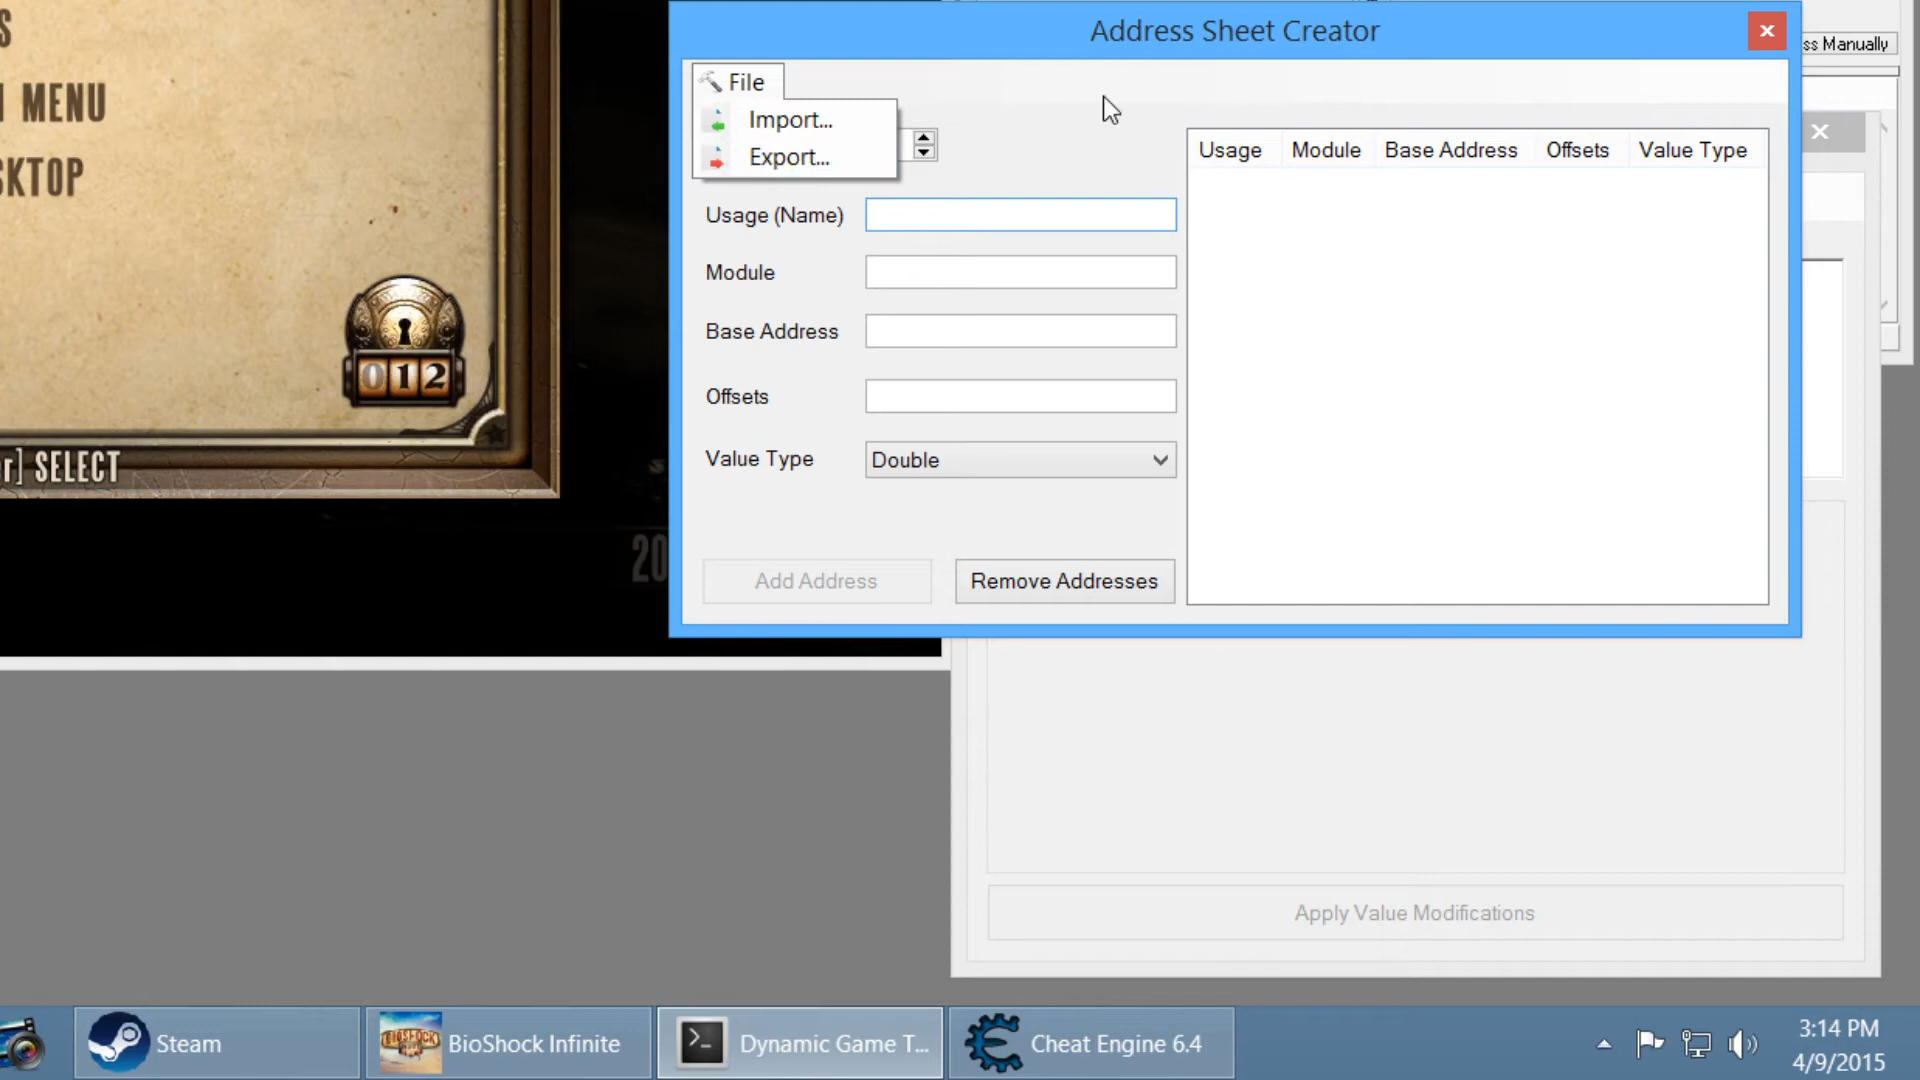 Address Sheet Creator
ss Manually
File
Import...
Export...
Usage (Name)
Module
Base Address
Offsets
Value Type
Double
Add Address
Remove Addresses
Usage Module Base Address Offsets Value Type
S
MENU
SKTOP
012
r] SELECT
20
Apply Value Modifications
Steam
BioShock Infinite
Dynamic Game T...
Cheat Engine 6.4
3:14 PM
4/9/2015